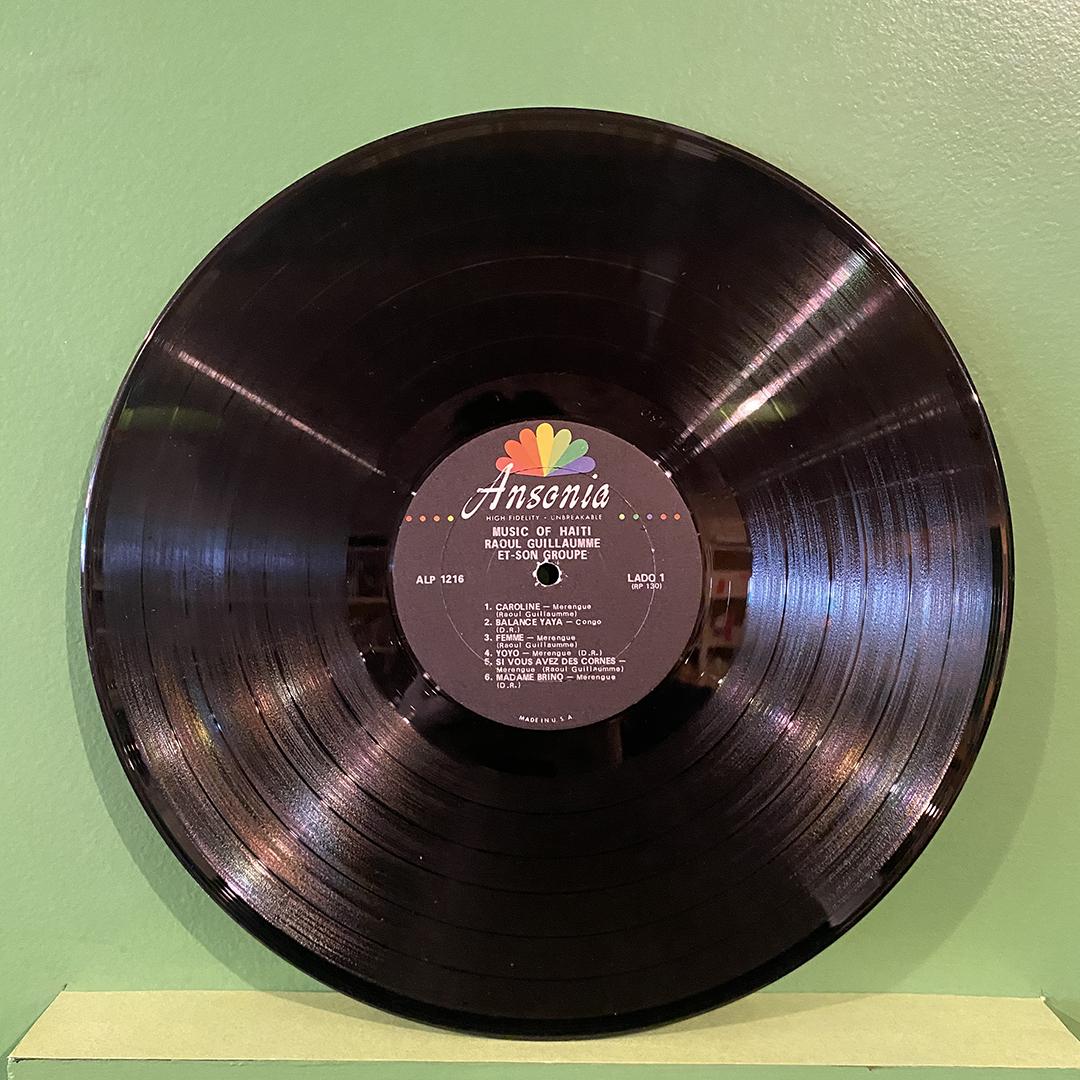 Ansonia
HIGH FIDELITY - UNBREAKABLE
MUSIC OF HAITI
RAOUL GUILLAUMME
ET-SON GROUPE
ALP 1216
LADO 1
(RP 130)
1. CAROLINE — Merengue
(Raoul Guillaumme)
2. BALANCE YAYA — Congo
(D.R.)
3. FEMME — Merengue
(Raoul Guillaumme)
4. YOYO — Merengue (D.R.)
5. SI VOUS AVEZ DES CORNES —
Merengue (Raoul Guillaumme)
6. MADAME BRINO — Merengue
(D.R.)
MADE IN U. S. A.